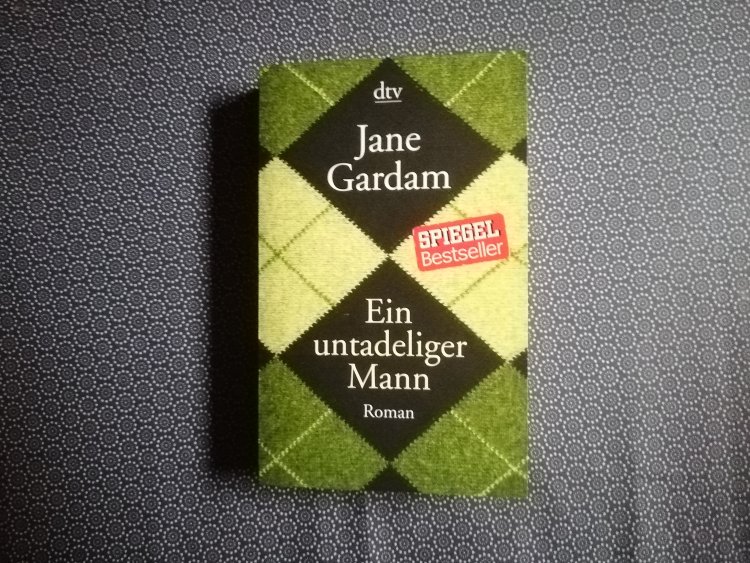 dtv
Jane
Gardam
SPIEGEL
Bestseller
Ein
untadeliger
Mann
Roman